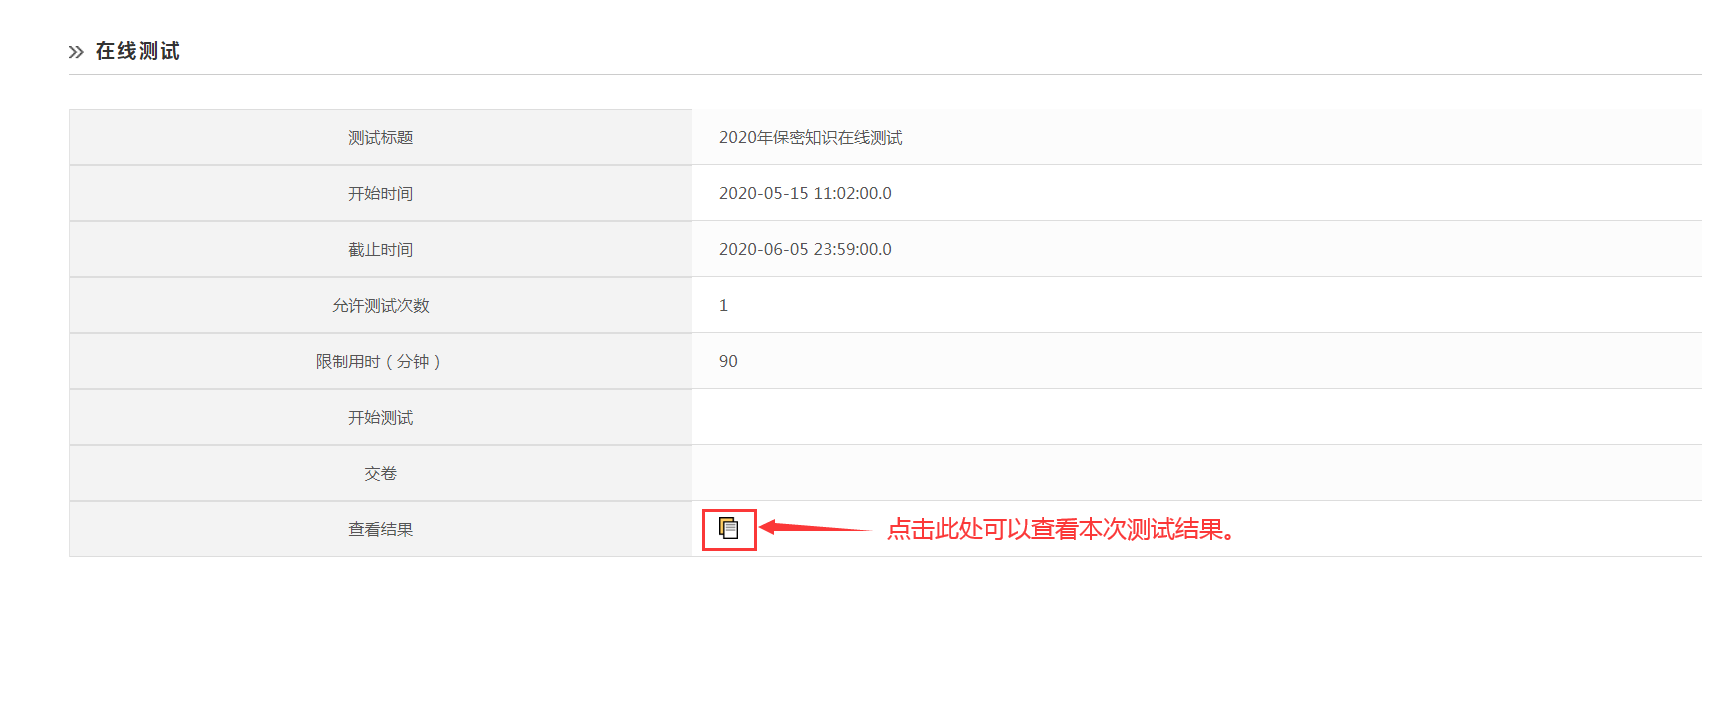 在线测试
测试标题 2020年保密知识在线测试
开始时间 2020-05-15 11:02:00.0
截止时间 2020-06-05 23:59:00.0
允许测试次数 1
限制用时（分钟） 90
开始测试
交卷
查看结果 点击此处可以查看本次测试结果。